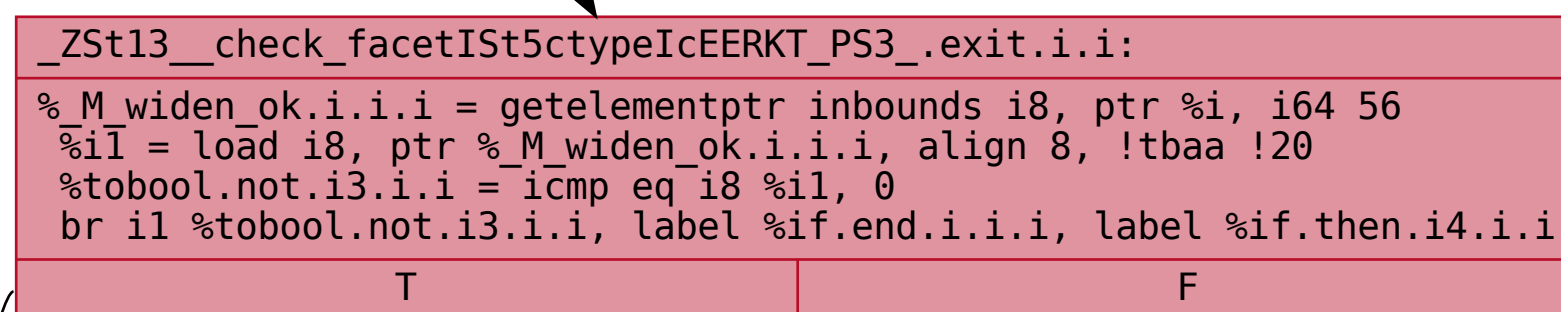 _ZSt13__check_facetISt5ctypeIcEERKT_PS3_.exit.i.i:
%_M_widen_ok.i.i.i = getelementptr inbounds i8, ptr %i, i64 56
%i1 = load i8, ptr %_M_widen_ok.i.i.i, align 8, !tbaa !20
%tobool.not.i3.i.i = icmp eq i8 %i1, 0
br i1 %tobool.not.i3.i.i, label %if.end.i.i.i, label %if.then.i4.i.i
T F